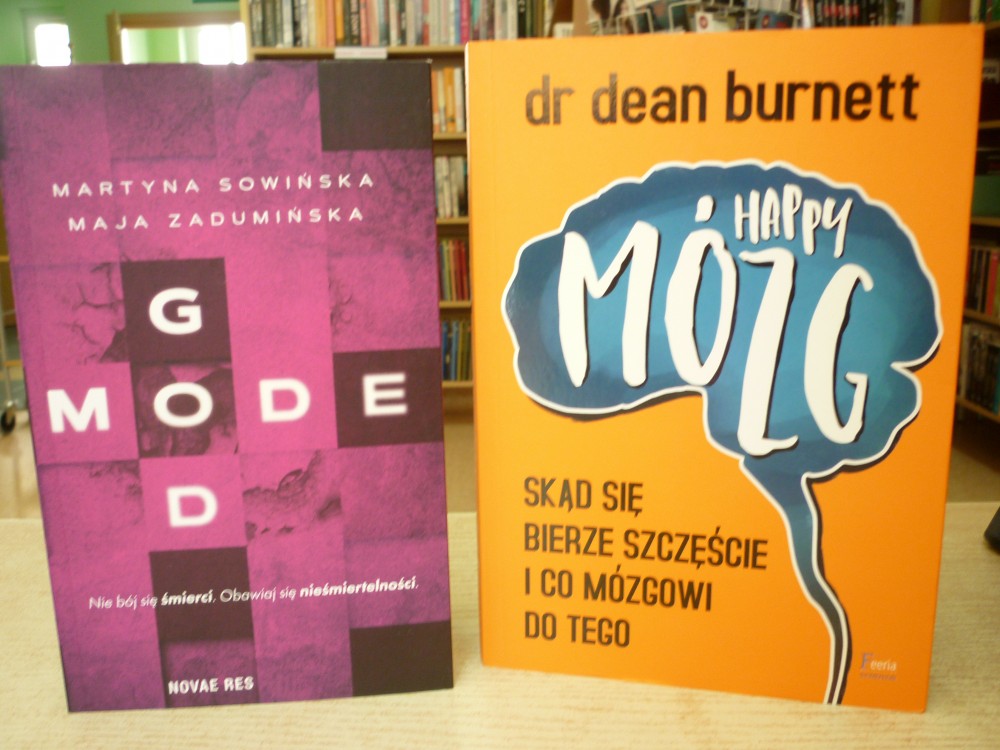 MARTYNA SOWIŃSKA
MAJA ZADUMIŃSKA
G
MODE
D
Nie bój się śmierci. Obawiaj się nieśmiertelności.
NOVAE RES
dr dean burnett
HAPPY
MÓZG
SKĄD SIĘ
BIERZE SZCZĘŚCIE
I CO MÓZGOWI
DO TEGO
Feeria